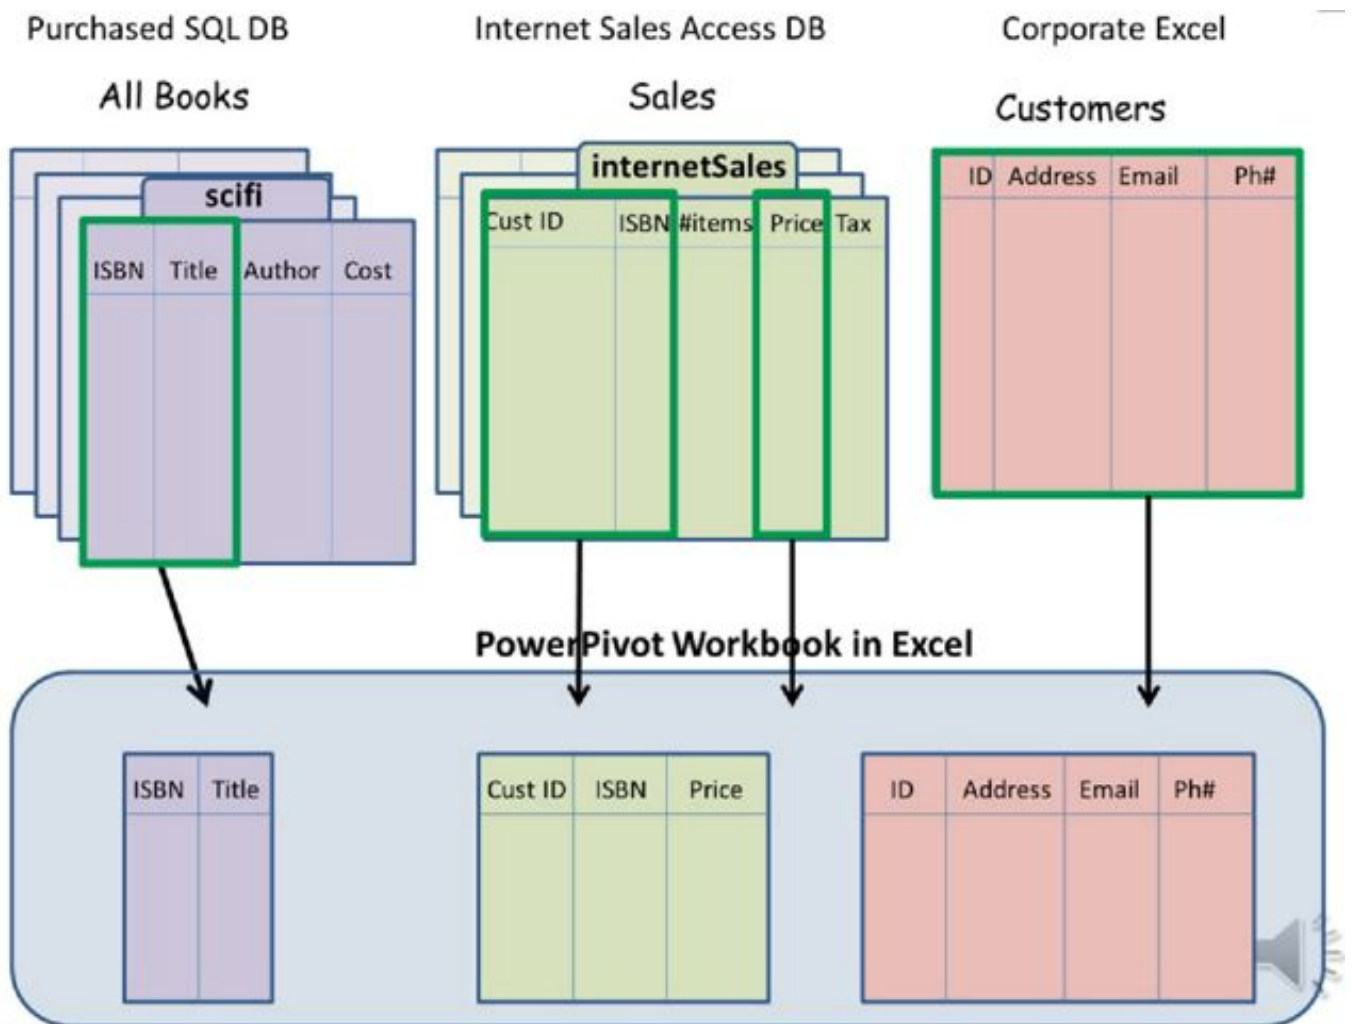 Purchased SQL DB
Internet Sales Access DB
Corporate Excel
All Books
Sales
Customers
scifi
ISBN Title Author Cost
internetSales
Cust ID ISBN #items Price Tax
ID Address Email Ph#
PowerPivot Workbook in Excel
ISBN Title
Cust ID ISBN Price
ID Address Email Ph#